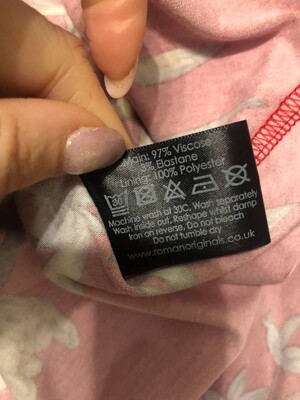 Main: 97% Viscose
3% Elastane
Lining: 100% Polyester
30
Machine wash at 30C. Wash separately
Wash inside out. Reshape whilst damp
Iron on reverse. Do not bleach
Do not tumble dry
www.romanoriginals.co.uk